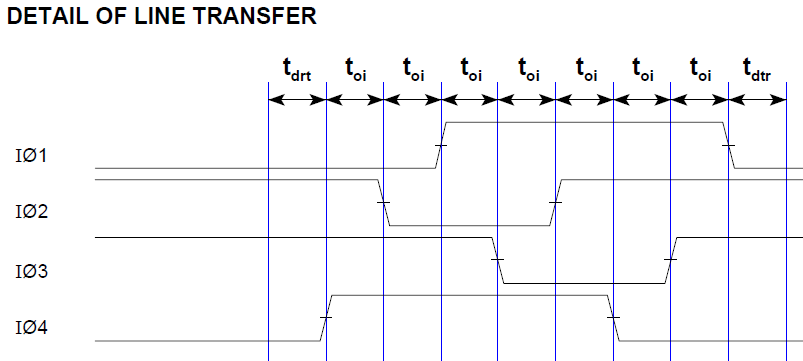 DETAIL OF LINE TRANSFER
tdrt toi toi toi toi toi toi toi tdtr
IØ1
IØ2
IØ3
IØ4